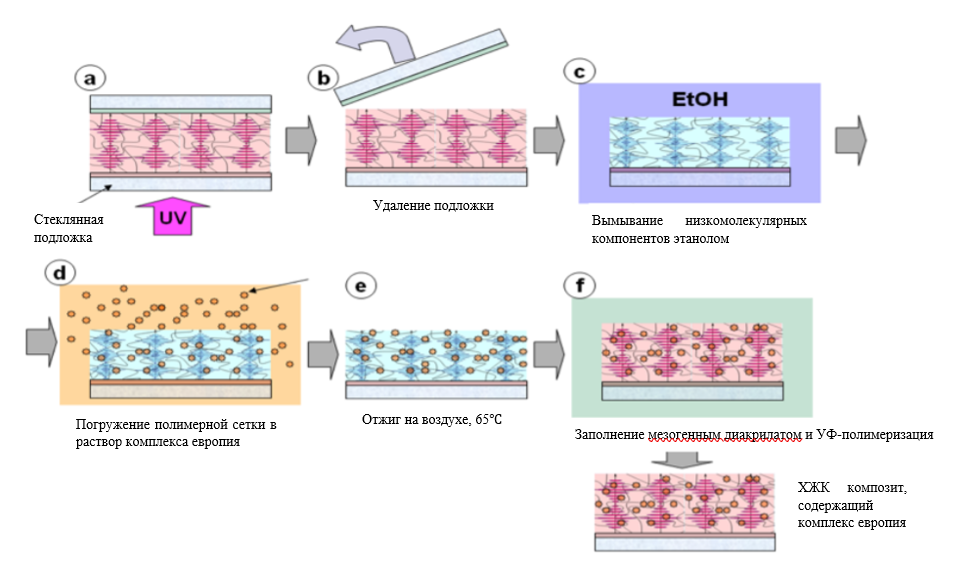 a
b
c
EtOH
Стеклянная
подложка
UV
Удаление подложки
Вымывание низкомолекулярных
компонентов этанолом
d
e
f
Погружение полимерной сетки в
раствор комплекса европия
Отжиг на воздухе, 65℃
Заполнение мезогенным диакрилатом и УФ-полимеризация
ХЖК композит,
содержащий
комплекс европия